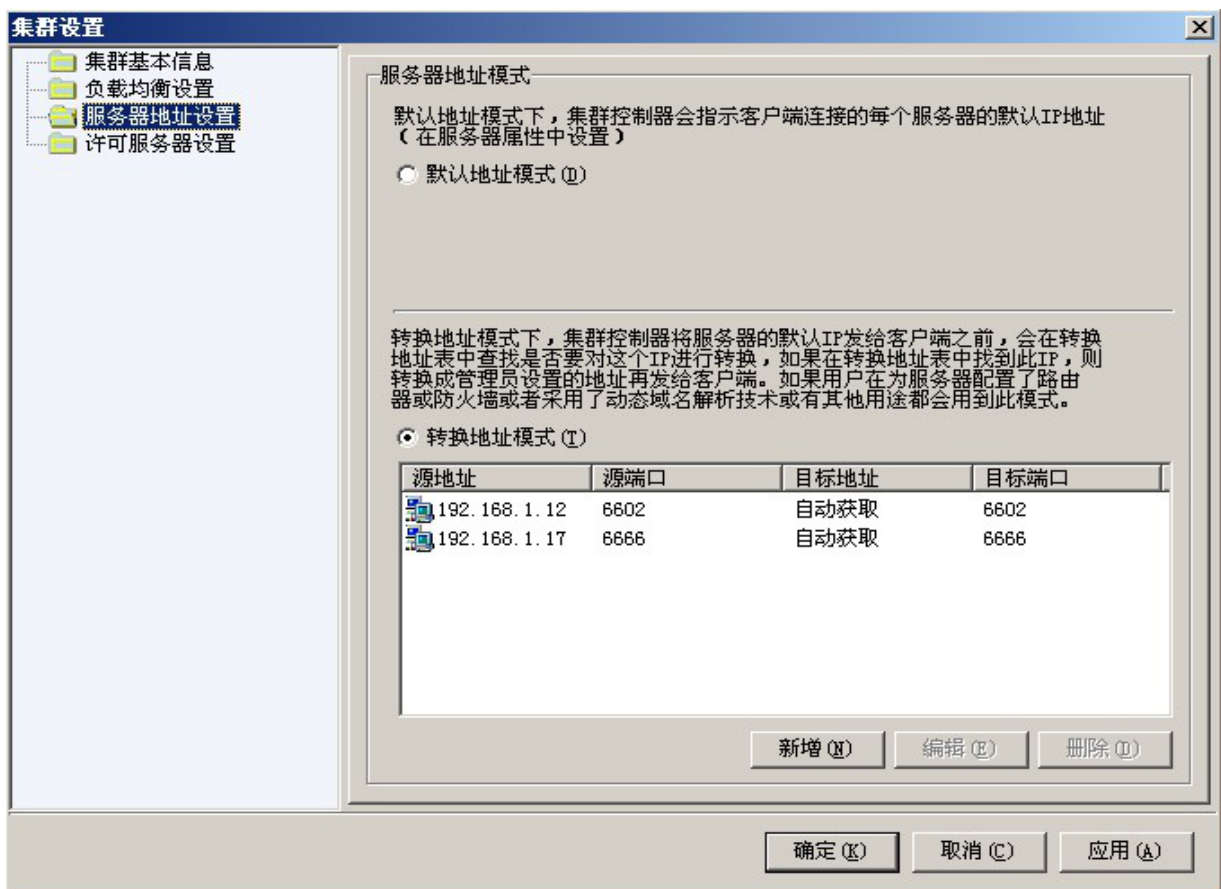 集群设置
集群基本信息
负载均衡设置
服务器地址设置
许可服务器设置
服务器地址模式
默认地址模式下，集群控制器会指示客户端连接的每个服务器的默认IP地址
（在服务器属性中设置）
默认地址模式(D)
转换地址模式下，集群控制器将服务器的默认IP发给客户端之前，会在转换
地址表中查找是否要对这个IP进行转换，如果在转换地址表中找到此IP，则
转换成管理员设置的地址再发给客户端。如果用户在为服务器配置了路由
器或防火墙或者采用了动态域名解析技术或有其他用途都会用到此模式。
转换地址模式(T)
源地址 源端口 目标地址 目标端口
192.168.1.12 6602 自动获取 6602
192.168.1.17 6666 自动获取 6666
新增(N) 编辑(E) 删除(D)
确定(K) 取消(C) 应用(A)